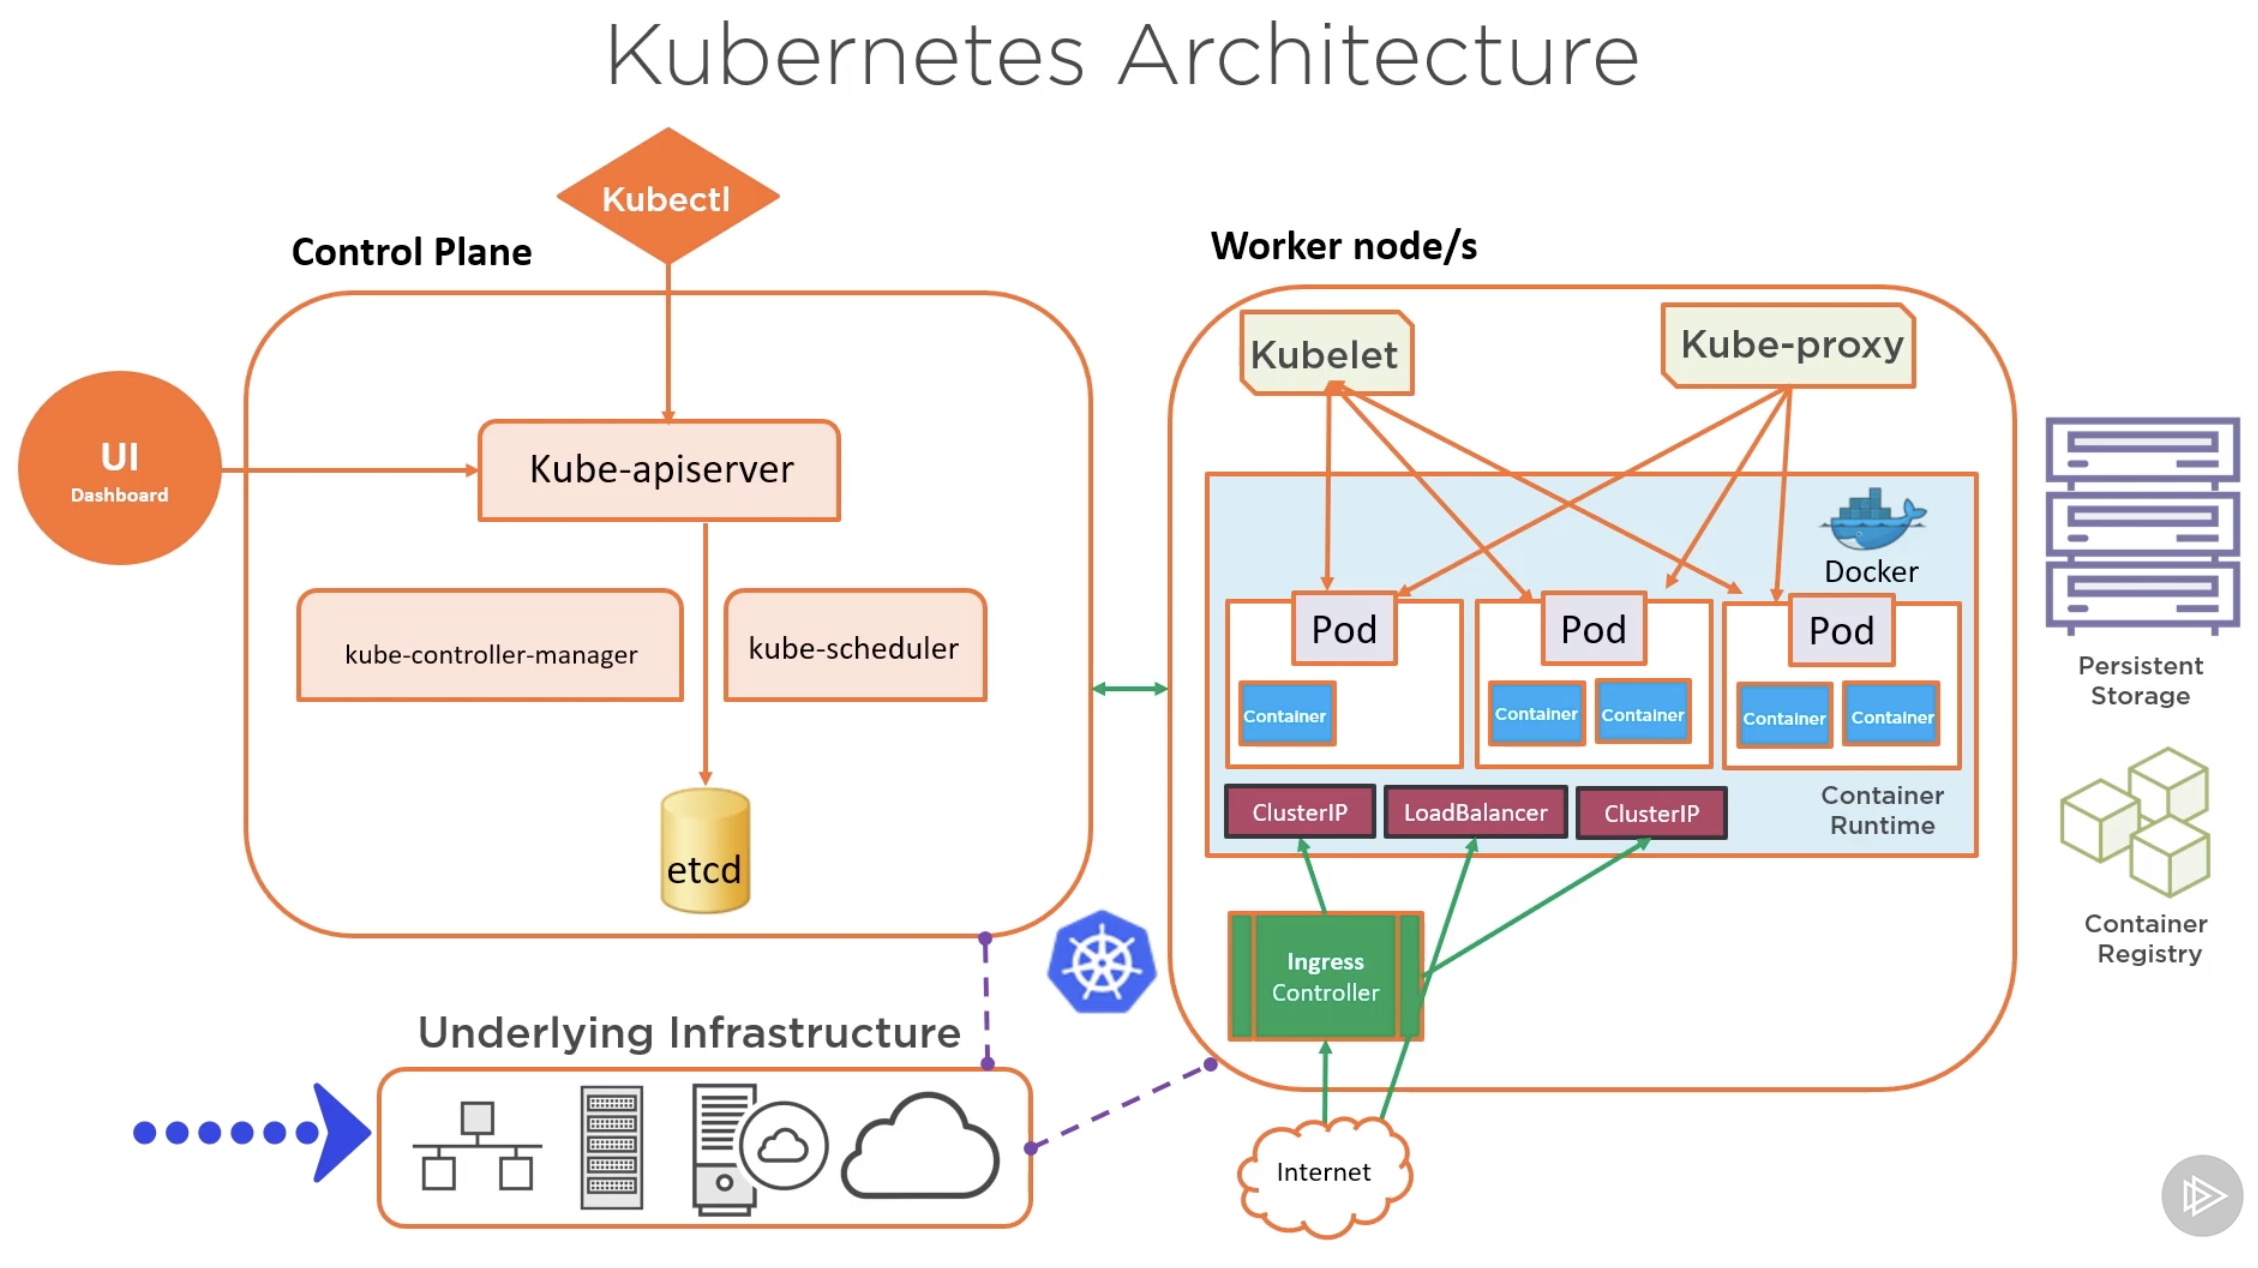 Kubernetes Architecture
Kubectl
Control Plane
UI
Dashboard
Kube-apiserver
kube-controller-manager
kube-scheduler
etcd
Worker node/s
Kubelet
Kube-proxy
Docker
Pod
Pod
Pod
Container
Container
Container
Container
Container
ClusterIP
LoadBalancer
ClusterIP
Container
Runtime
Ingress
Controller
Internet
Persistent
Storage
Container
Registry
Underlying Infrastructure